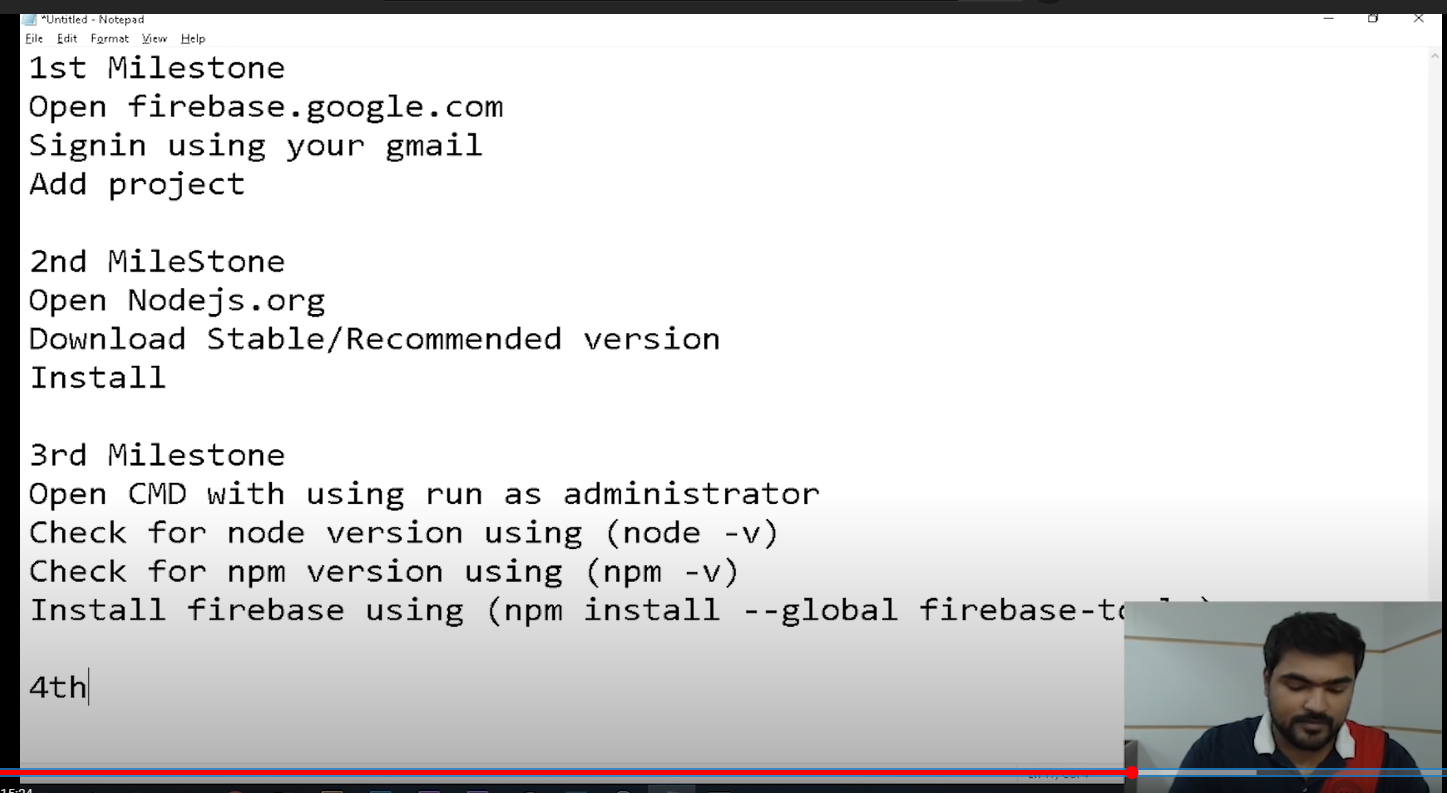 *Untitled - Notepad
File Edit Format View Help
1st Milestone
Open firebase.google.com
Signin using your gmail
Add project
2nd MileStone
Open Nodejs.org
Download Stable/Recommended version
Install
3rd Milestone
Open CMD with using run as administrator
Check for node version using (node -v)
Check for npm version using (npm -v)
Install firebase using (npm install --global
4th